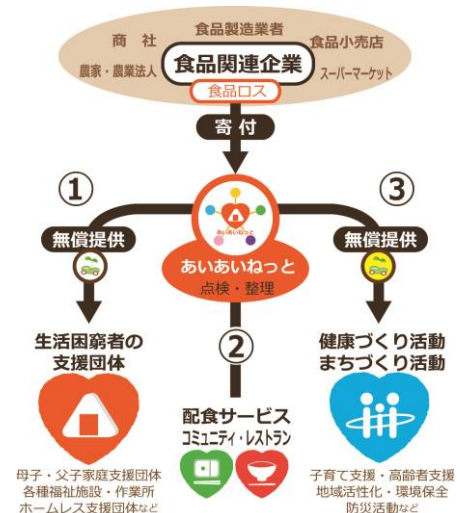 食品製造業者
商社
食品小売店
農家・農業法人
食品関連企業
スーパーマーケット
食品ロス
寄付
①
③
無償提供
無償提供
あいあいねっと
あいあいねっと
点検・整理
生活困窮者の
支援団体
②
健康づくり活動
まちづくり活動
配食サービス
コミュニティ・レストラン
母子・父子家庭支援団体
各種福祉施設・作業所
ホームレス支援団体など
子育て支援・高齢者支援
地域活性化・環境保全
防災活動など